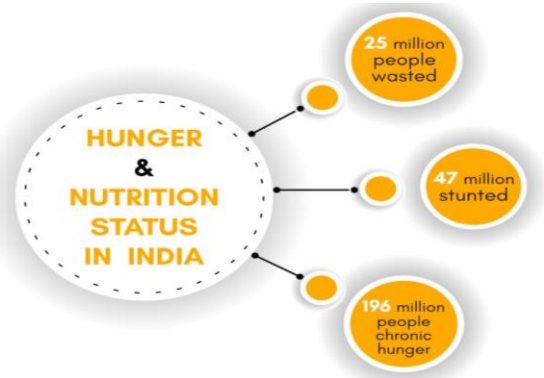 HUNGER
&
NUTRITION
STATUS
IN INDIA
25 million
people
wasted
47 million
stunted
196 million
people
chronic
hunger